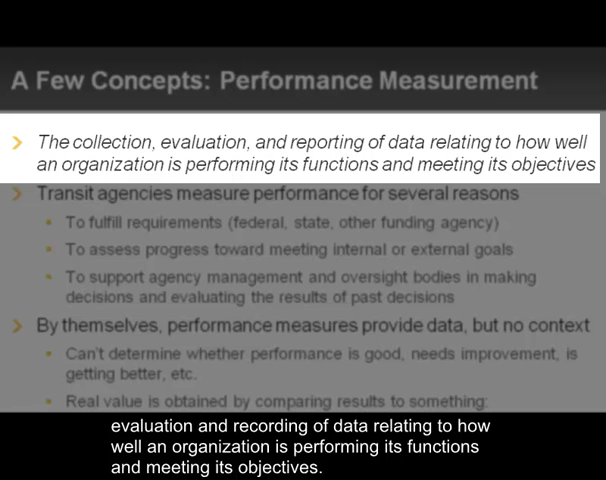 A Few Concepts: Performance Measurement
The collection, evaluation, and reporting of data relating to how well
an organization is performing its functions and meeting its objectives
Transit agencies measure performance for several reasons
To fulfill requirements (federal, state, other funding agency)
To assess progress toward meeting internal or external goals
To support agency management and oversight bodies in making
decisions and evaluating the results of past decisions
By themselves, performance measures provide data, but no context
Can't determine whether performance is good, needs improvement, is
getting better, etc.
Real value is obtained by comparing results to something:
evaluation and recording of data relating to how
well an organization is performing its functions
and meeting its objectives.